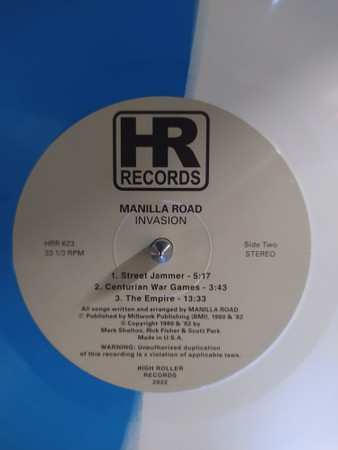 HR
RECORDS
MANILLA ROAD
INVASION
HRR 623
33 1/3 RPM
Side Two
STEREO
1. Street Jammer - 5:17
2. Centurian War Games - 3:43
3. The Empire - 13:33
All songs written and arranged by MANILLA ROAD
℗ Published by Millwork Publishing (BMI), 1980 & '82
© Copyright 1980 & '82 by
Mark Shelton, Rick Fisher & Scott Park
Made in U.S.A.
WARNING: Unauthorized duplication
of this recording is a violation of applicable laws.
HIGH ROLLER
RECORDS
2022